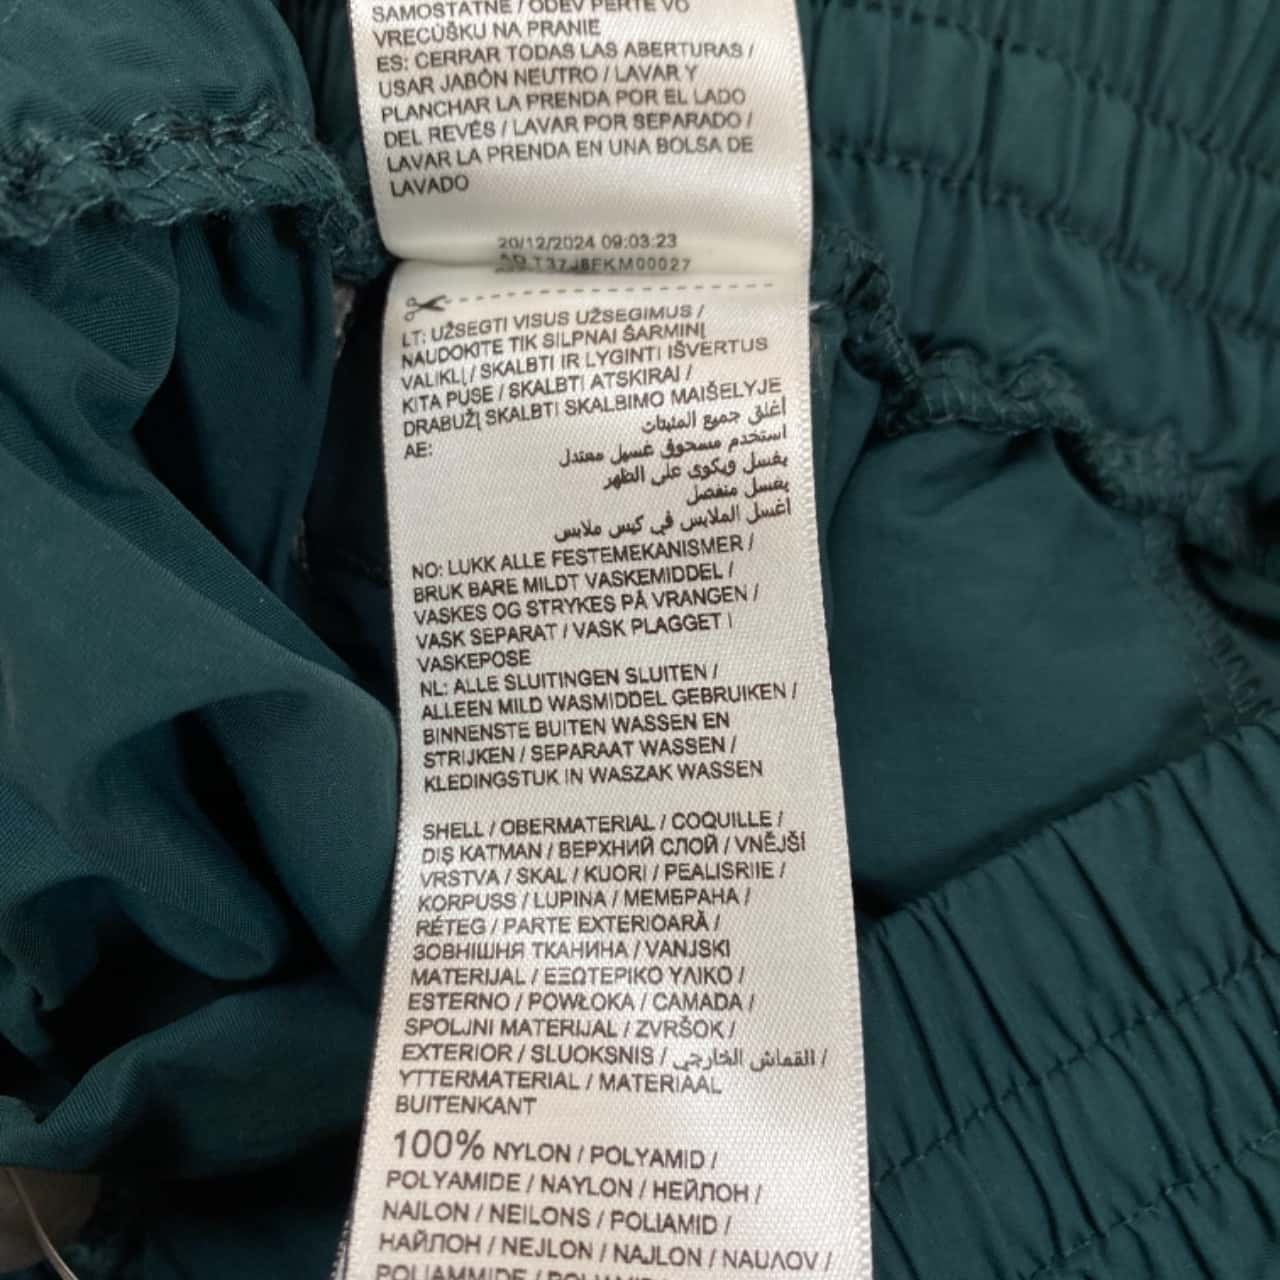 SAMOSTATNE / ODEV PERTE VO
VRECÚŠKU NA PRANIE
ES: CERRAR TODAS LAS ABERTURAS /
USAR JABÓN NEUTRO / LAVAR Y
PLANCHAR LA PRENDA POR EL LADO
DEL REVÉS / LAVAR POR SEPARADO /
LAVAR LA PRENDA EN UNA BOLSA DE
LAVADO
20/12/2024 09:03:23
T37J8FKM00027
LT: UŽSEGTI VISUS UŽSEGIMUS /
NAUDOKITE TIK SILPNAI ŠARMINĮ
VALIKLĮ / SKALBTI IR LYGINTI IŠVERTUS
KITA PUSE / SKALBTI ATSKIRAI /
DRABUŽĮ SKALBTI SKALBIMO MAIŠELYJE
AE: اغلق جميع المثبتات
استخدم مسحوق غسيل معتدل
يغسل ويكوى على الظهر
يغسل منفصل
اغسل الملابس في كيس ملابس
NO: LUKK ALLE FESTEMEKANISMER /
BRUK BARE MILDT VASKEMIDDEL /
VASKES OG STRYKES PÅ VRANGEN /
VASK SEPARAT / VASK PLAGGET I
VASKEPOSE
NL: ALLE SLUITINGEN SLUITEN /
ALLEEN MILD WASMIDDEL GEBRUIKEN /
BINNENSTE BUITEN WASSEN EN
STRIJKEN / SEPARAAT WASSEN /
KLEDINGSTUK IN WASZAK WASSEN
SHELL / OBERMATERIAL / COQUILLE /
DIŞ KATMAN / ВЕРХНИЙ СЛОЙ / VNĚJŠÍ
VRSTVA / SKAL / KUORI / PEALISRIIE /
KORPUSS / LUPINA / МЕМБРАНА /
RÉTEG / PARTE EXTERIOARĂ /
ЗОВНІШНЯ ТКАНИНА / VANJSKI
MATERIJAL / ΕΞΩΤΕΡΙΚΟ ΥΛΙΚΟ /
ESTERNO / POWŁOKA / CAMADA /
SPOLJNI MATERIJAL / ZVRŠOK /
EXTERIOR / SLUOKSNIS / القماش الخارجي /
YTTERMATERIAL / MATERIAAL
BUITENKANT
100% NYLON / POLYAMID /
POLYAMIDE / NAYLON / НЕЙЛОН /
NAILON / NEILONS / POLIAMID /
НАЙЛОН / NEJLON / NAJLON / ΝΑΥΛΟΝ /
POLIAMMIDE